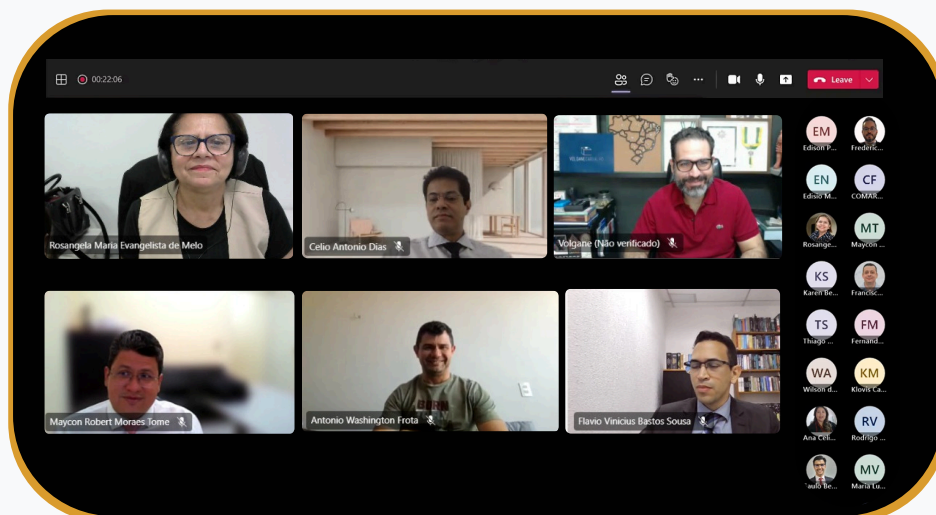 00:22:06
Leave
Rosangela Maria Evangelista de Melo
Celio Antonio Dias
Volgane (Não verificado)
Maycon Robert Moraes Tome
Antonio Washington Frota
Flavio Vinicius Bastos Sousa
EM
Edison P...
Frederic...
EN
CF
Edisio M...
COMAR...
MT
Rosange...
Maycon ...
KS
Karen Be...
Francisc...
TS
FM
Thiago ...
Fernand...
WA
KM
Wilson d...
Klovis Ca...
RV
Ana Celi...
Rodrigo ...
MV
Maria Lu...